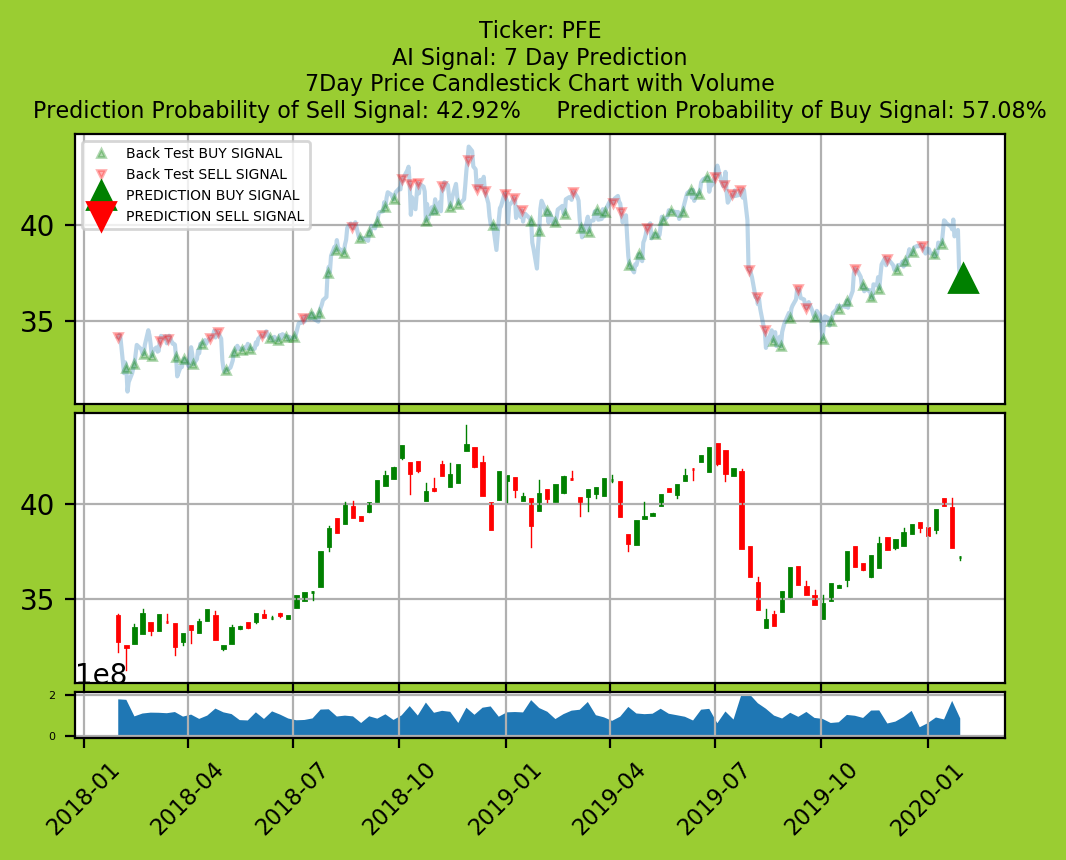 Ticker: PFE
AI Signal: 7 Day Prediction
7Day Price Candlestick Chart with Volume
Prediction Probability of Sell Signal: 42.92%     Prediction Probability of Buy Signal: 57.08%
Back Test BUY SIGNAL
Back Test SELL SIGNAL
PREDICTION BUY SIGNAL
PREDICTION SELL SIGNAL
40
35
40
35
1e8
2
0
2018-01
2018-04
2018-07
2018-10
2019-01
2019-04
2019-07
2019-10
2020-01